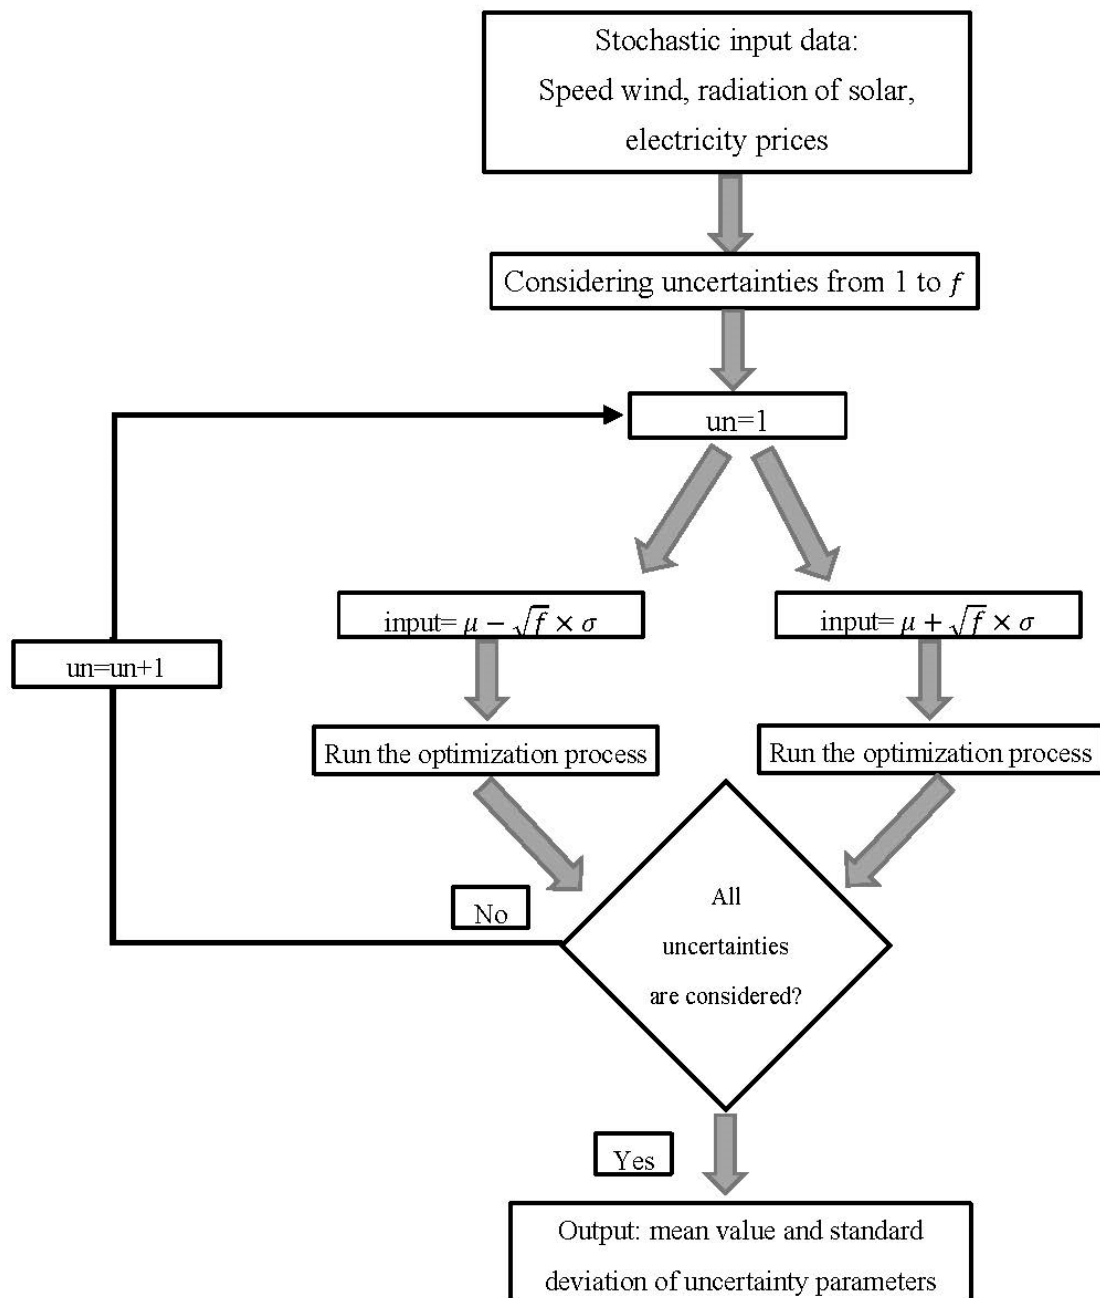 Stochastic input data:
Speed wind, radiation of solar,
electricity prices
Considering uncertainties from 1 to f
un=1
input= μ − √f × σ
input= μ + √f × σ
un=un+1
Run the optimization process
Run the optimization process
No
All
uncertainties
are considered?
Yes
Output: mean value and standard
deviation of uncertainty parameters